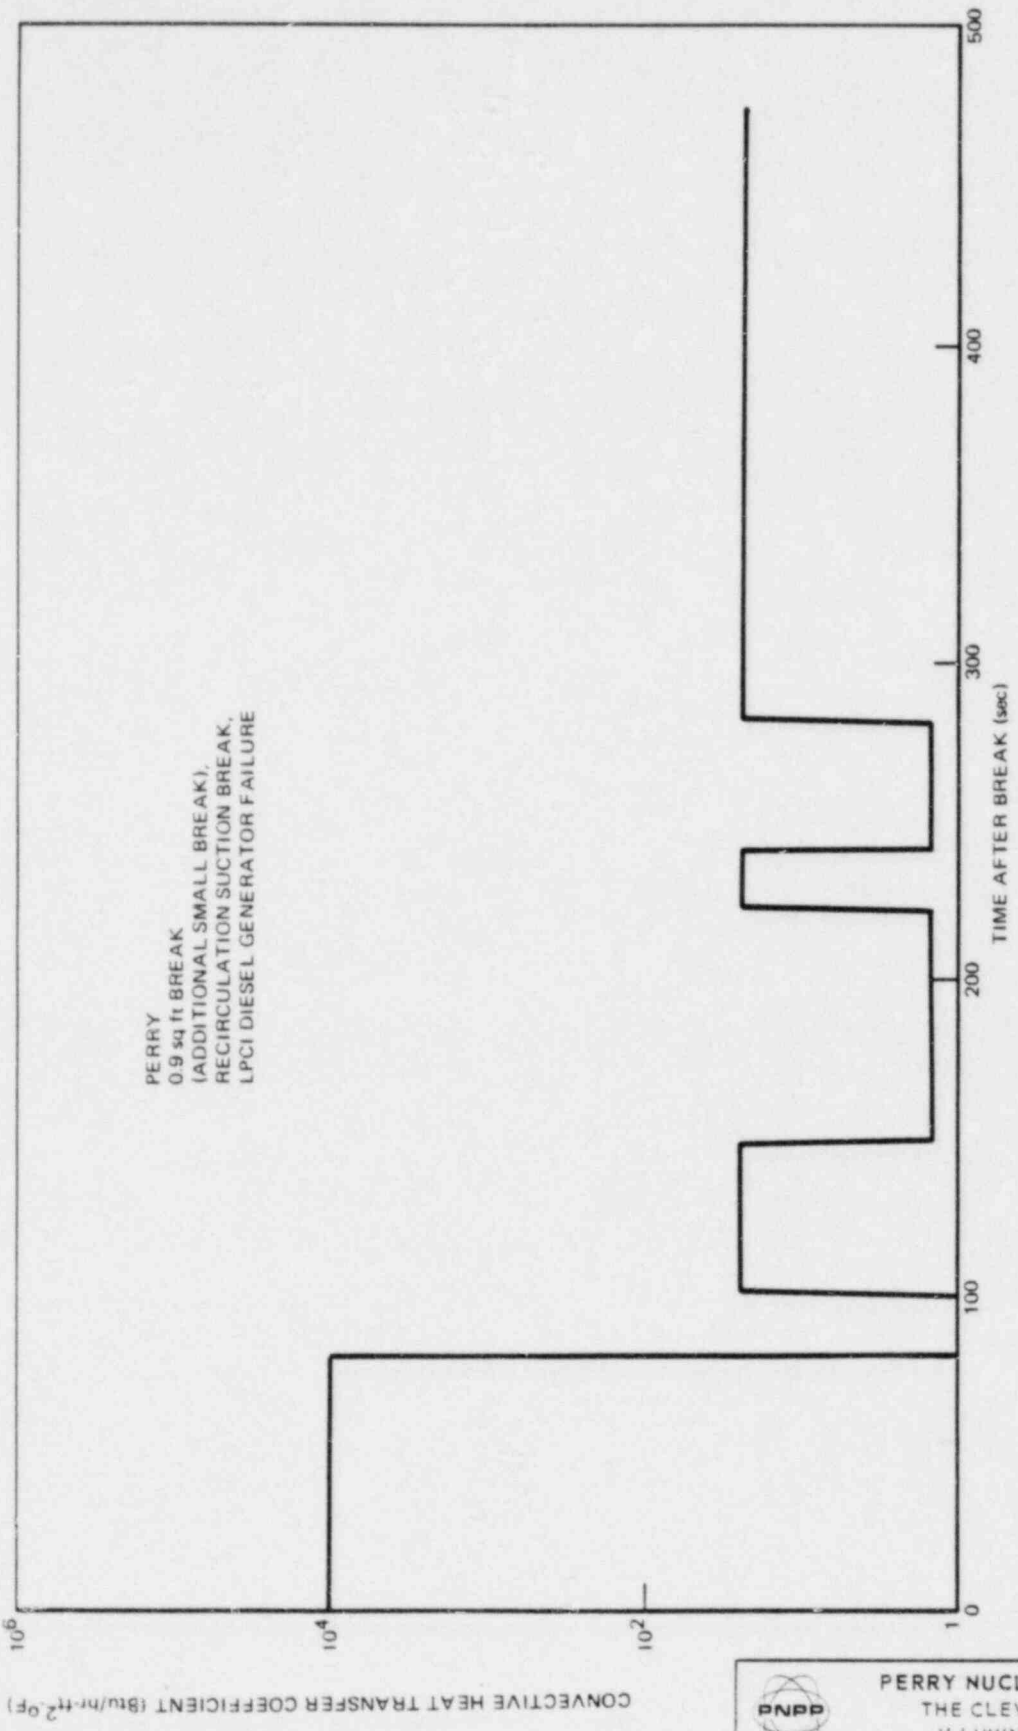 PERRY
0.9 sq ft BREAK
(ADDITIONAL SMALL BREAK),
RECIRCULATION SUCTION BREAK,
LPCI DIESEL GENERATOR FAILURE
CONVECTIVE HEAT TRANSFER COEFFICIENT (Btu/hr-ft²-°F)
10⁶
10⁴
10²
1
0
100
200
300
400
500
TIME AFTER BREAK (sec)
PNPP
PERRY NUCL
THE CLEV